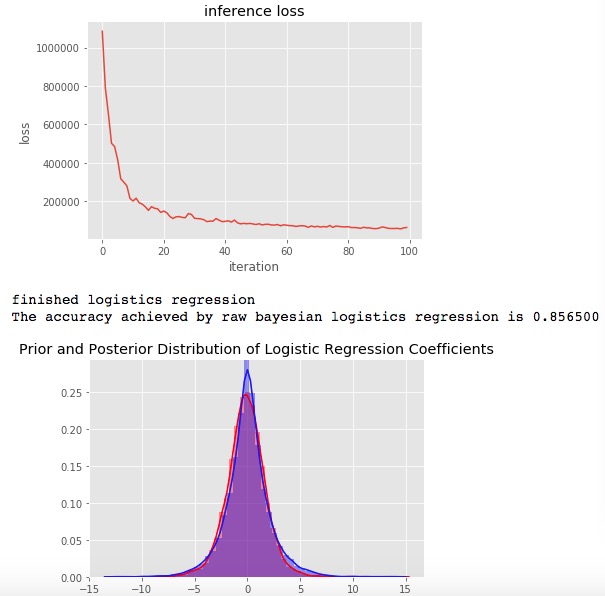 inference loss
1000000
800000
600000
400000
200000
loss
0 20 40 60 80 100
iteration
finished logistics regression
The accuracy achieved by raw bayesian logistics regression is 0.856500
Prior and Posterior Distribution of Logistic Regression Coefficients
0.25
0.20
0.15
0.10
0.05
0.00
−15 −10 −5 0 5 10 15